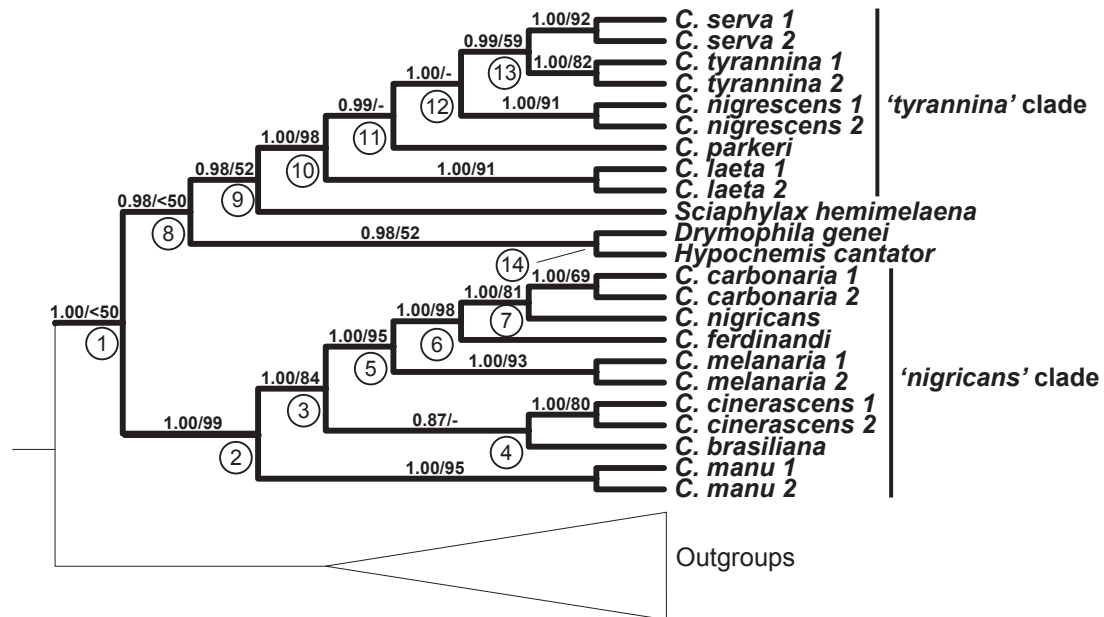 1.00/92
C. serva 1
C. serva 2
0.99/59
13
1.00/82
C. tyrannina 1
C. tyrannina 2
1.00/-
12
1.00/91
C. nigrescens 1
C. nigrescens 2
'tyrannina' clade
0.99/-
11
C. parkeri
1.00/98
10
1.00/91
C. laeta 1
C. laeta 2
0.98/52
9
Sciaphylax hemimelaena
0.98/<50
8
0.98/52
14
Drymophila genei
Hypocnemis cantator
1.00/69
C. carbonaria 1
C. carbonaria 2
1.00/81
7
C. nigricans
1.00/<50
1
1.00/98
6
C. ferdinandi
1.00/95
5
1.00/93
C. melanaria 1
C. melanaria 2
'nigricans' clade
1.00/84
3
1.00/80
C. cinerascens 1
C. cinerascens 2
0.87/-
4
C. brasiliana
1.00/99
2
1.00/95
C. manu 1
C. manu 2
Outgroups